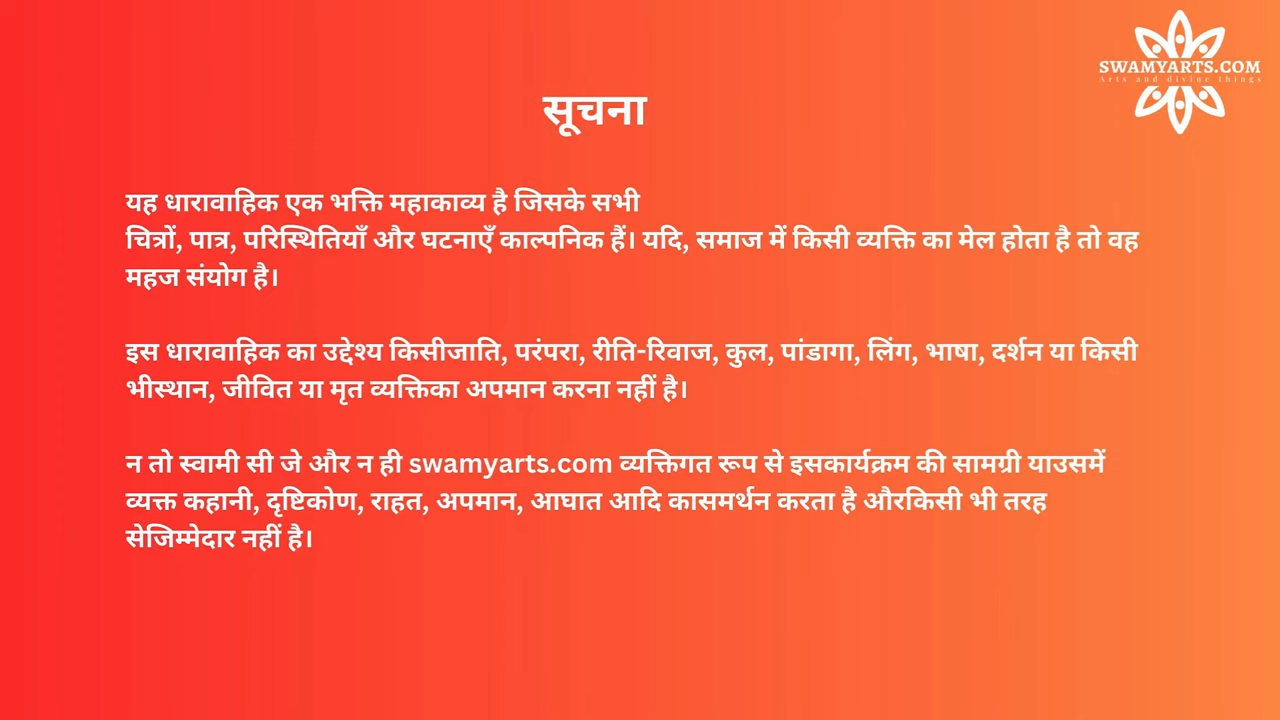 SWAMYARTS.COM
Arts and divine things
सूचना
यह धारावाहिक एक भक्ति महाकाव्य है जिसके सभी
चित्रों, पात्र, परिस्थितियाँ और घटनाएँ काल्पनिक हैं। यदि, समाज में किसी व्यक्ति का मेल होता है तो वह
महज संयोग है।
इस धारावाहिक का उद्देश्य किसीजाति, परंपरा, रीति-रिवाज, कुल, पांडागा, लिंग, भाषा, दर्शन या किसी
भीस्थान, जीवित या मृत व्यक्तिका अपमान करना नहीं है।
न तो स्वामी सी जे और न ही swamyarts.com व्यक्तिगत रूप से इसकार्यक्रम की सामग्री याउसमें
व्यक्त कहानी, दृष्टिकोण, राहत, अपमान, आघात आदि कासमर्थन करता है औरकिसी भी तरह
सेजिम्मेदार नहीं है।